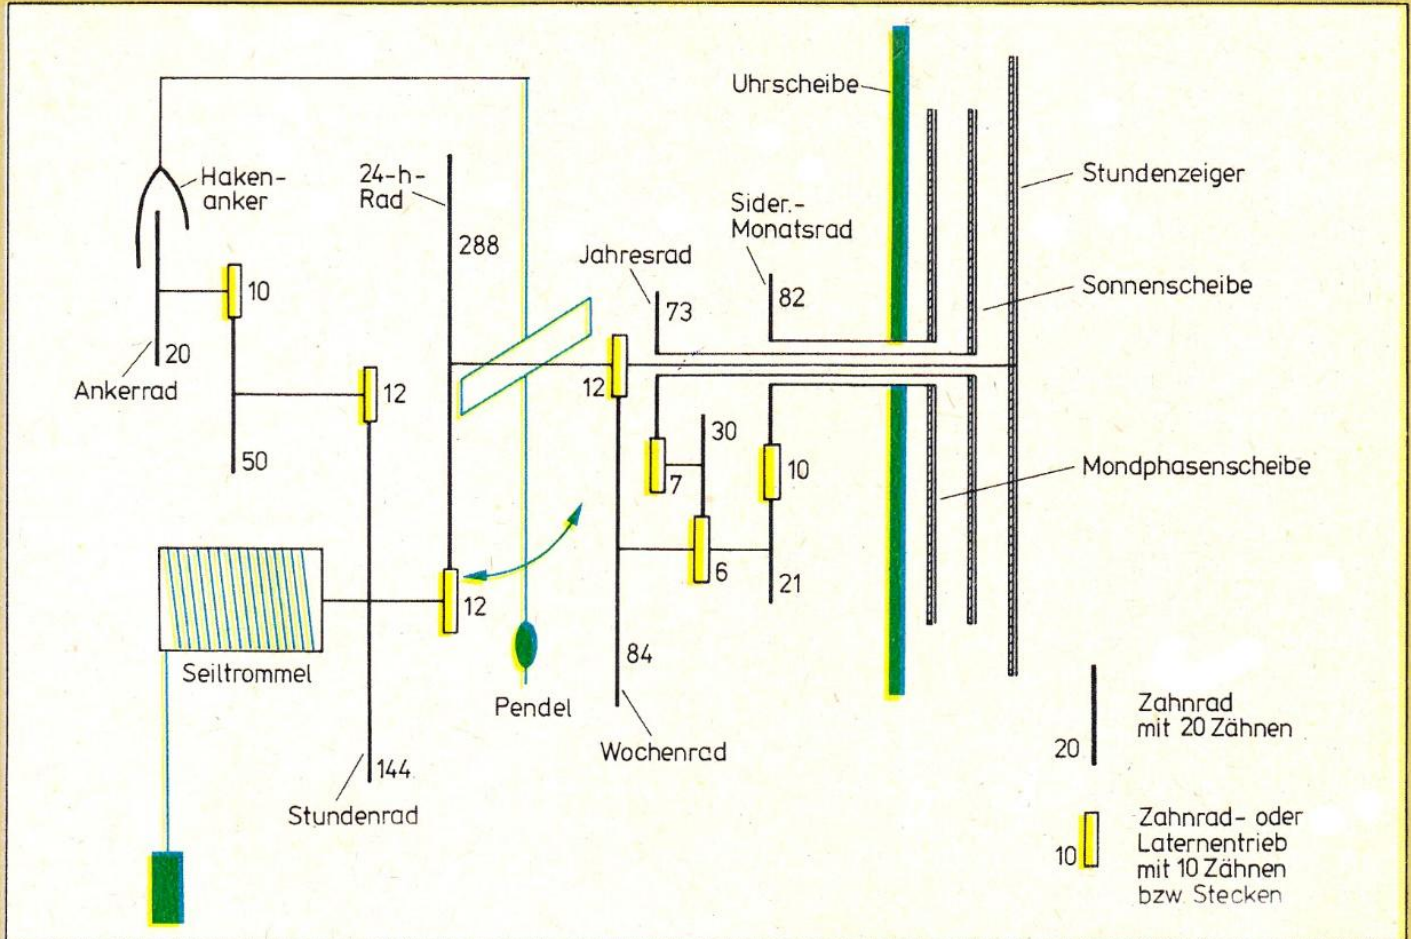 Uhrscheibe
Stundenzeiger
Haken-
anker
24-h-
Rad
288
Sider.-
Monatsrad
82
Jahresrad
73
Sonnenscheibe
10
20
Ankerrad
12
12
50
30
7
10
Mondphasenscheibe
6
21
12
84
Seiltrommel
Pendel
Wochenrad
144
Stundenrad
20
Zahnrad
mit 20 Zähnen
10
Zahnrad- oder
Laternentrieb
mit 10 Zähnen
bzw. Stecken